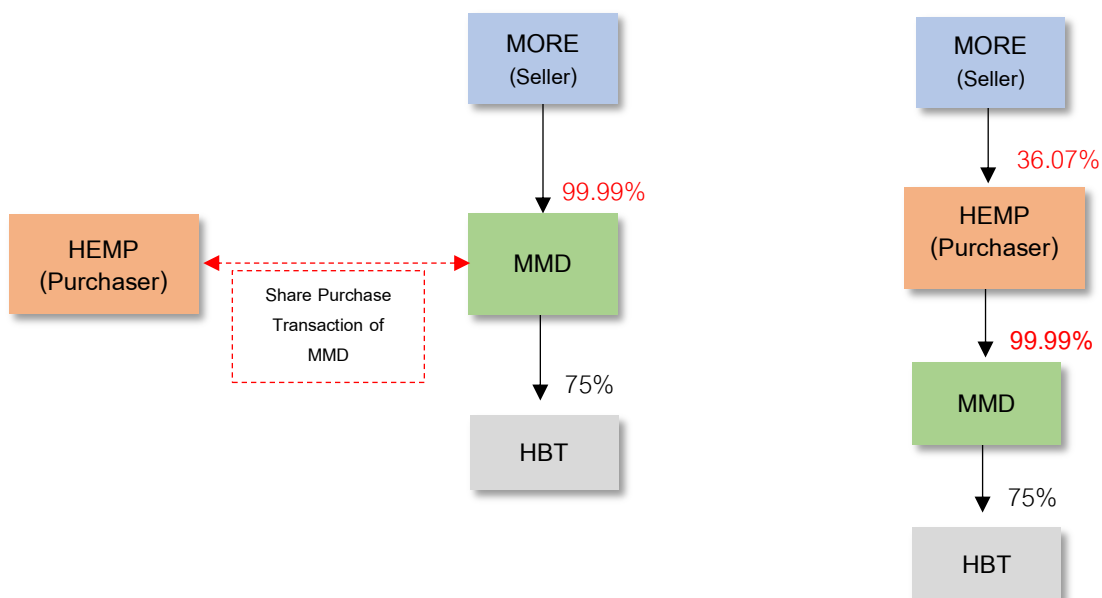 MORE
(Seller)
99.99%
HEMP
(Purchaser)
Share Purchase
Transaction of
MMD
MMD
75%
HBT
MORE
(Seller)
36.07%
HEMP
(Purchaser)
99.99%
MMD
75%
HBT